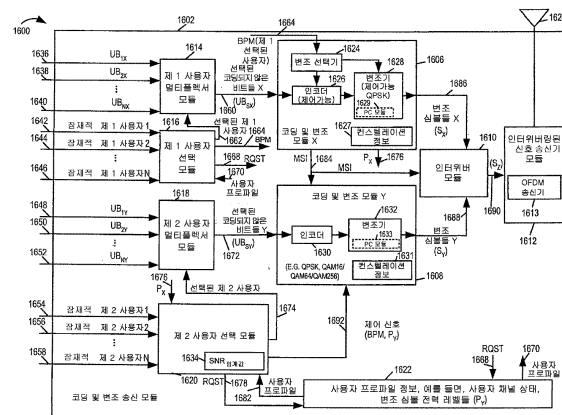 1600
1602
1664
BPM(제 1
선택된
사용자)
1624
변조 선택기
1606
1636
UB1X
1638
UB2X
1640
UBNX
1614
제 1 사용자
멀티플렉서
모듈
선택된
코딩되지 않은
비트들 X
1660
(UBSX)
1626
인코더
(제어가능)
1628
변조기
(제어가능
QPSK)
1629
PC 모듈
1686
변조
심볼들 X
(SX)
1642
잠재적 제 1 사용자1
1644
잠재적 제 1 사용자2
1646
잠재적 제 1 사용자N
1616
제 1 사용자
선택
모듈
선택된
제 1 사용자
1662
1664
BPM
1668
RQST
1670
사용자
프로파일
코딩 및
변조 모듈 X
1627
컨스텔레이션
정보
1684
MSI
MSI
PX
1676
1610
인터위버
모듈
(SZ)
1690
인터위버링된
신호 송신기
모듈
OFDM
송신기
1613
1612
1648
UB1Y
1650
UB2Y
1652
UBNY
1618
제 2 사용자
멀티플렉서
모듈
선택된
코딩되지 않은
비트들 Y
1672
(UBSY)
코딩 및 변조 모듈 Y
인코더
1630
1632
변조기
1633
PC 모듈
1688
변조
심볼들 Y
(SY)
(E.G. QPSK, QAM16/
QAM64/QAM256)
1631
컨스텔레이션
정보
1608
1676
PX
선택된 제 2 사용자
1674
1654
잠재적 제 2 사용자1
1656
잠재적 제 2 사용자2
1658
잠재적 제 2 사용자N
제 2 사용자 선택 모듈
1634
SNR임계값
1620
1692
제어 신호
(BPM, PY)
RQST
1678
1682
사용자
프로파일
1622
RQST
1668
1670
사용자
프로파일
사용자 프로파일 정보, 예를 들면, 사용자 채널 상태,
변조 심볼 전력 레벨들 (PY)
코딩 및 변조 송신 모듈